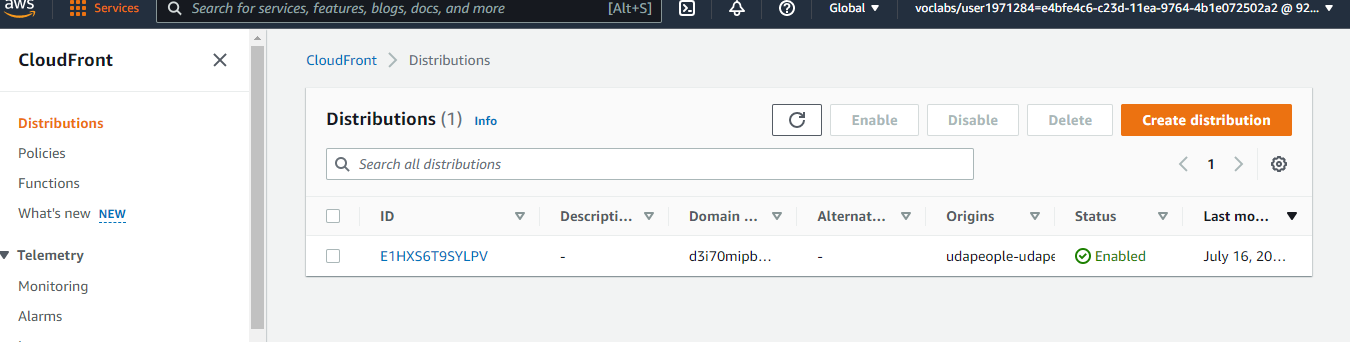 aws Services Search for services, features, blogs, docs, and more [Alt+S] Global voclabs/user1971284=e4bfe4c6-c23d-11ea-9764-4b1e072502a2 @ 92...
CloudFront
Distributions
Policies
Functions
What's new NEW
Telemetry
Monitoring
Alarms
CloudFront > Distributions
Distributions (1) Info Enable Disable Delete Create distribution
Search all distributions 1
ID Descripti... Domain ... Alternat... Origins Status Last mo...
E1HXS6T9SYLPV - d3i70mipb... - udapeople-udape Enabled July 16, 20...